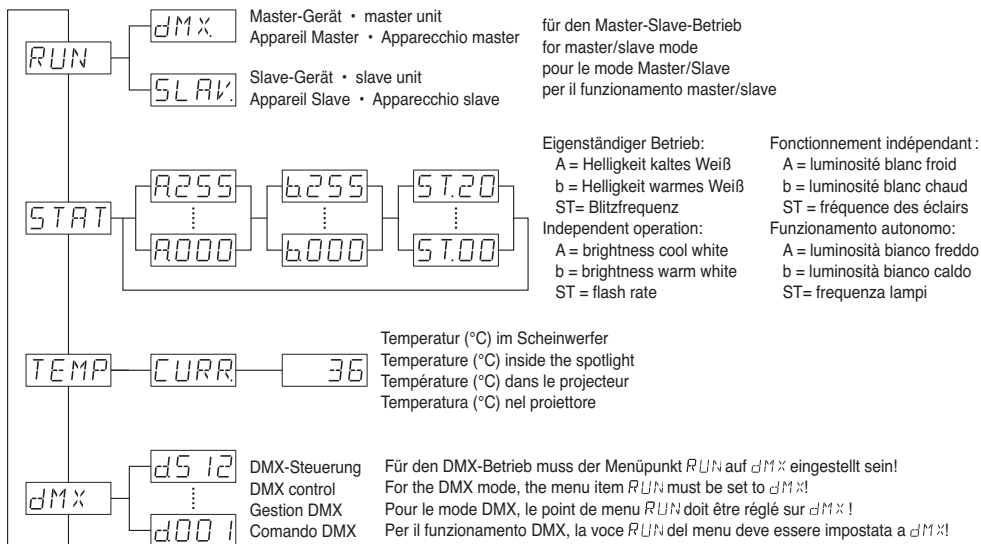 RUN
dMX.
Master-Gerät • master unit
Appareil Master • Apparecchio master
SLAV.
Slave-Gerät • slave unit
Appareil Slave • Apparecchio slave
für den Master-Slave-Betrieb
for master/slave mode
pour le mode Master/Slave
per il funzionamento master/slave
STAT
A.255
b.255
ST.20
A.000
b.000
ST.00
Eigenständiger Betrieb:
A = Helligkeit kaltes Weiß
b = Helligkeit warmes Weiß
ST= Blitzfrequenz
Independent operation:
A = brightness cool white
b = brightness warm white
ST = flash rate
Fonctionnement indépendant :
A = luminosité blanc froid
b = luminosité blanc chaud
ST = fréquence des éclairs
Funzionamento autonomo:
A = luminosità bianco freddo
b = luminosità bianco caldo
ST= frequenza lampi
TEMP
CURR.
36
Temperatur (°C) im Scheinwerfer
Temperature (°C) inside the spotlight
Température (°C) dans le projecteur
Temperatura (°C) nel proiettore
dMX
d.512
d.001
DMX-Steuerung
DMX control
Gestion DMX
Comando DMX
Für den DMX-Betrieb muss der Menüpunkt RUN auf dMX eingestellt sein!
For the DMX mode, the menu item RUN must be set to dMX!
Pour le mode DMX, le point de menu RUN doit être réglé sur dMX !
Per il funzionamento DMX, la voce RUN del menu deve essere impostata a dMX!